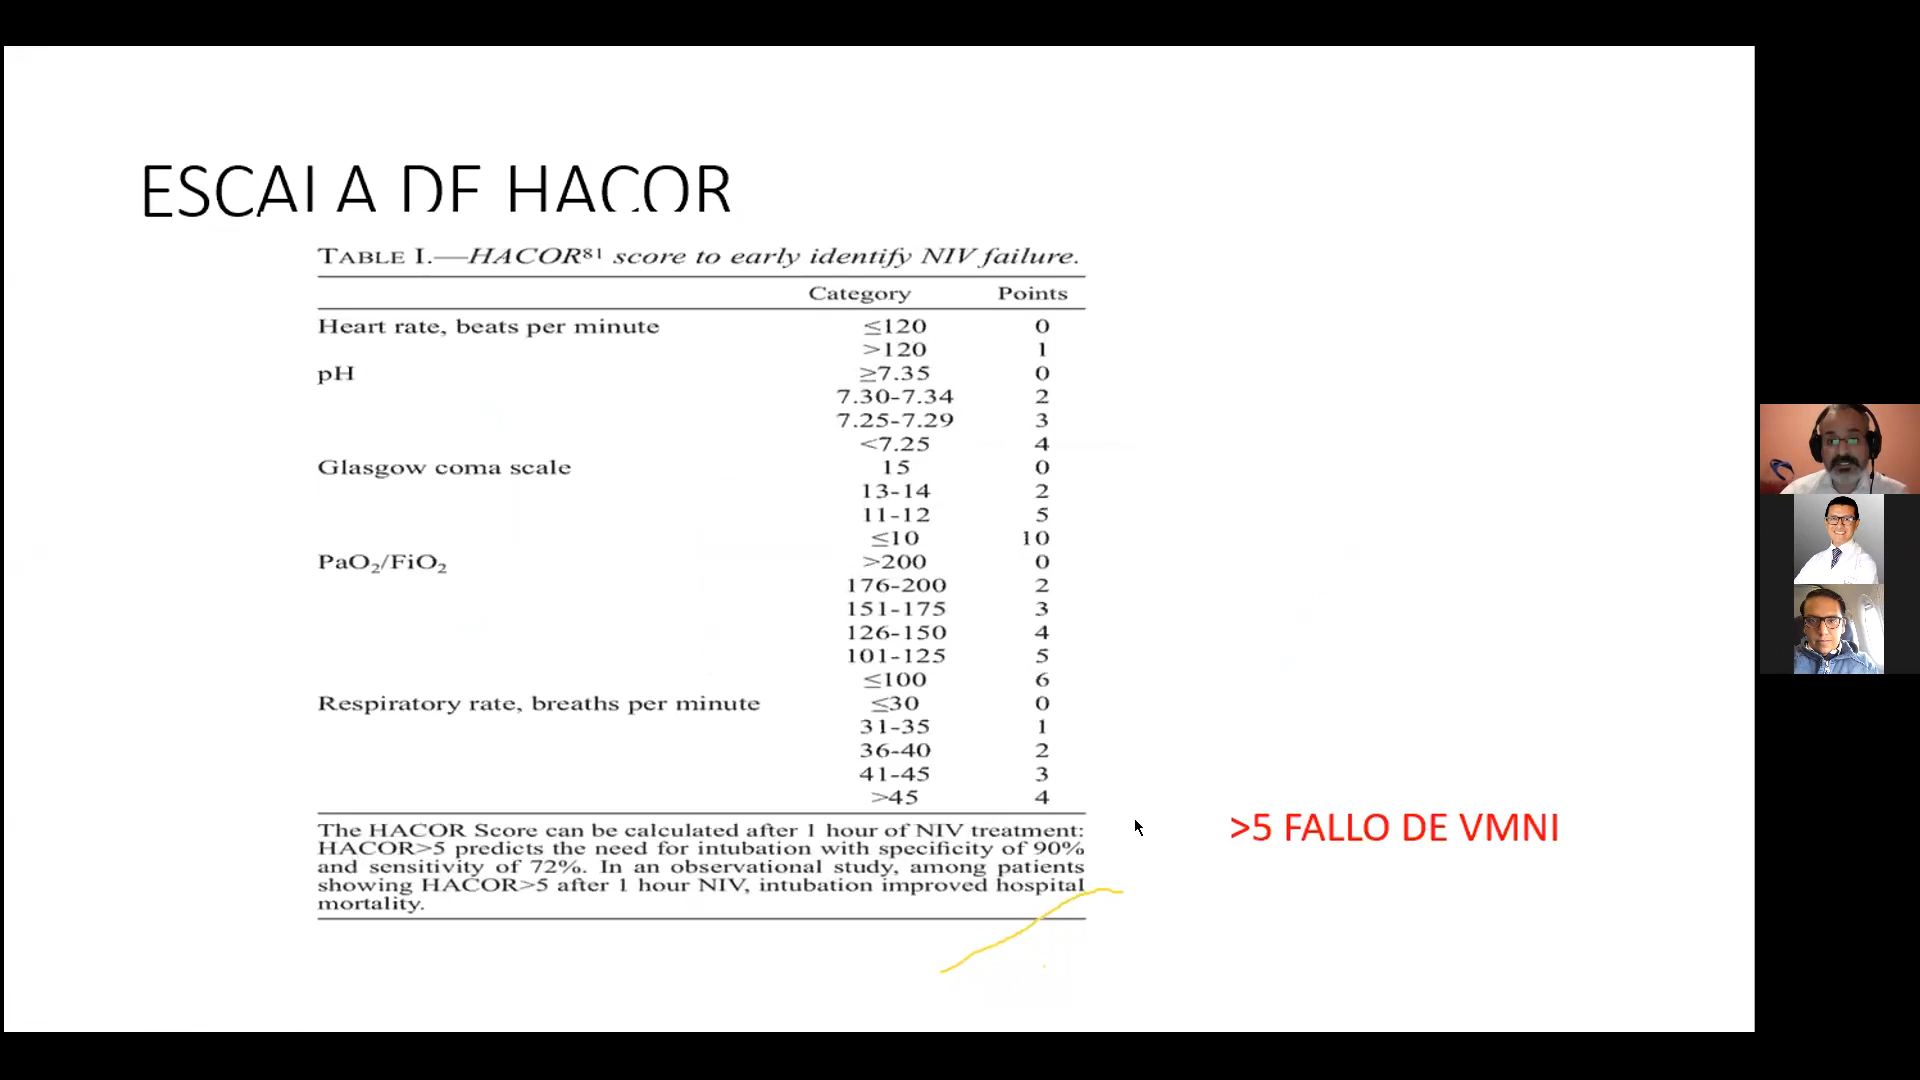 ESCALA DE HACOR
TABLE I.—HACOR81 score to early identify NIV failure.
Category Points
Heart rate, beats per minute ≤120 0
>120 1
pH ≥7.35 0
7.30-7.34 2
7.25-7.29 3
<7.25 4
Glasgow coma scale 15 0
13-14 2
11-12 5
≤10 10
PaO2/FiO2 >200 0
176-200 2
151-175 3
126-150 4
101-125 5
≤100 6
Respiratory rate, breaths per minute ≤30 0
31-35 1
36-40 2
41-45 3
>45 4
The HACOR Score can be calculated after 1 hour of NIV treatment:
HACOR>5 predicts the need for intubation with specificity of 90%
and sensitivity of 72%. In an observational study, among patients
showing HACOR>5 after 1 hour NIV, intubation improved hospital
mortality.
>5 FALLO DE VMNI